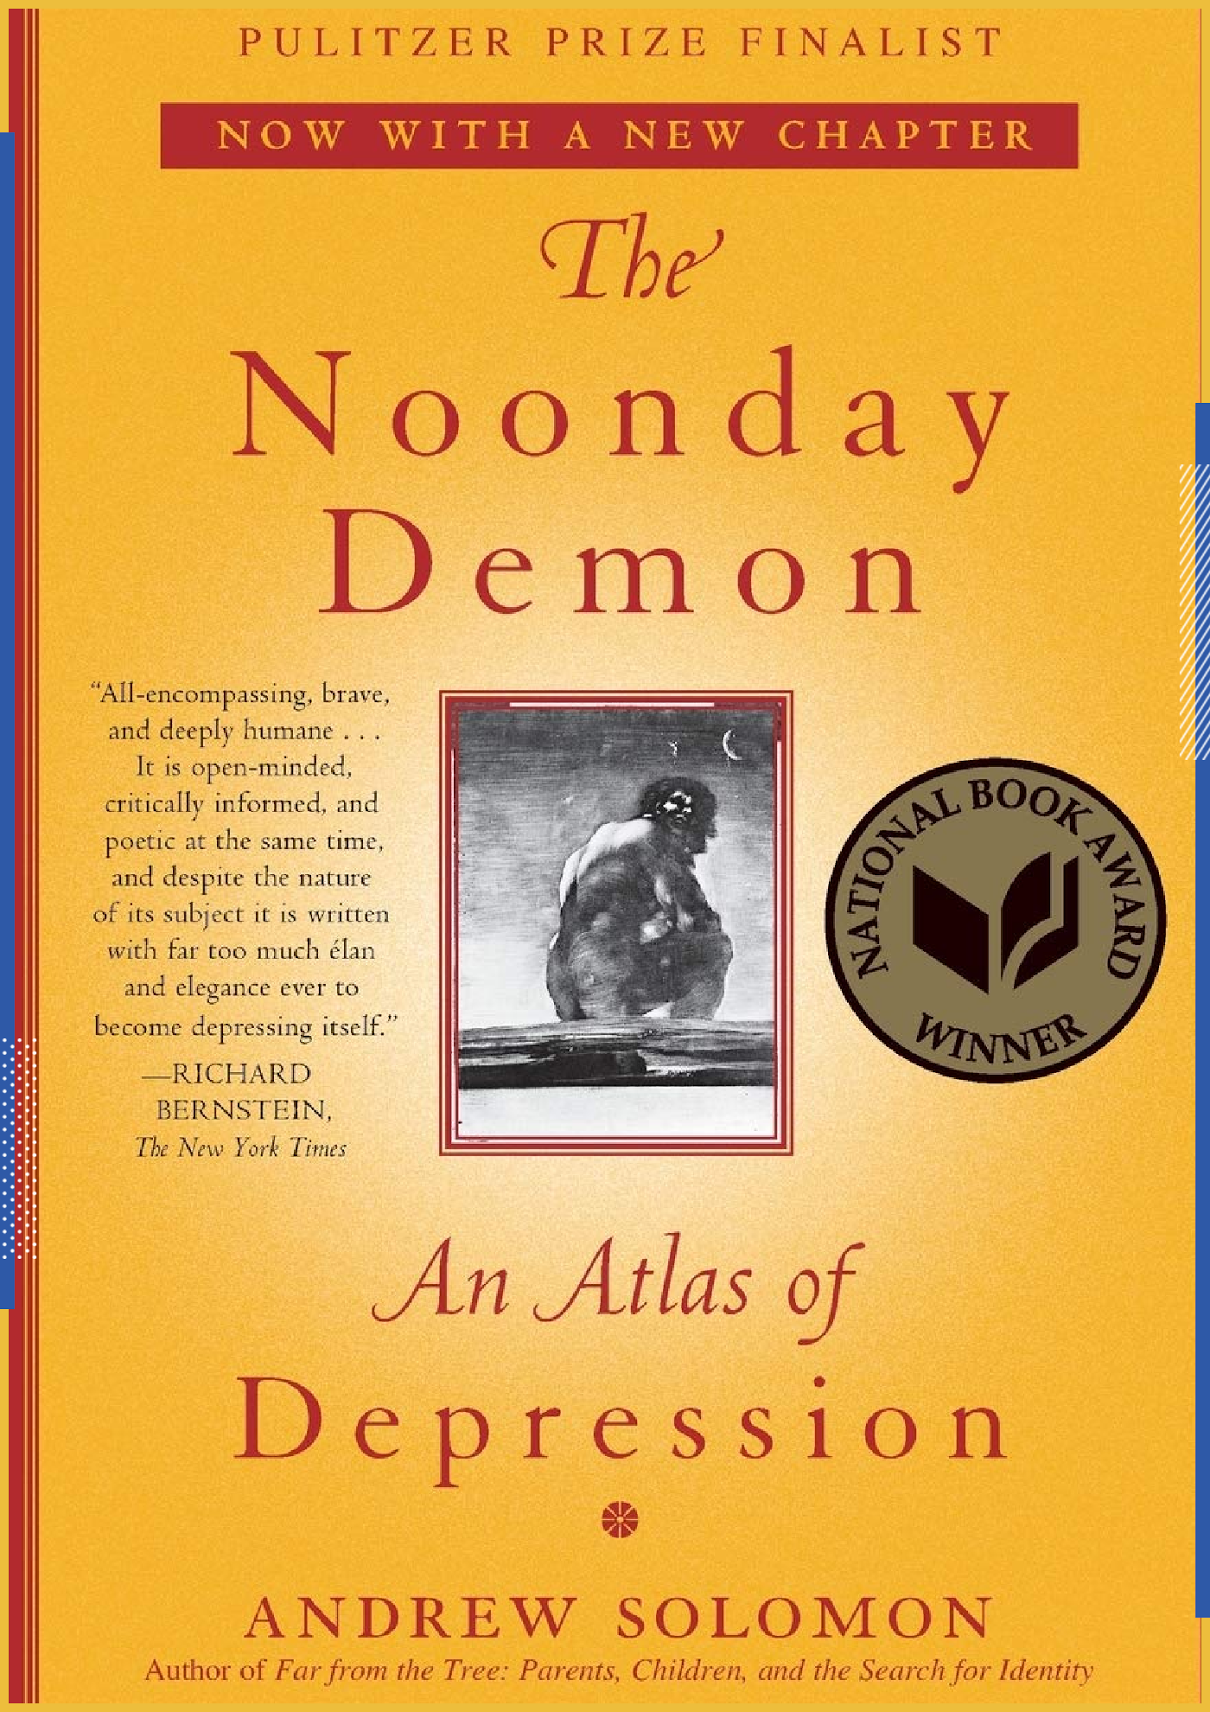 PULITZER PRIZE FINALIST
NOW WITH A NEW CHAPTER
The
Noonday
Demon
“All-encompassing, brave,
and deeply humane . . .
It is open-minded,
critically informed, and
poetic at the same time,
and despite the nature
of its subject it is written
with far too much élan
and elegance ever to
become depressing itself.”
—RICHARD
BERNSTEIN,
The New York Times
NATIONAL BOOK AWARD
WINNER
An Atlas of
Depression
ANDREW SOLOMON
Author of Far from the Tree: Parents, Children, and the Search for Identity